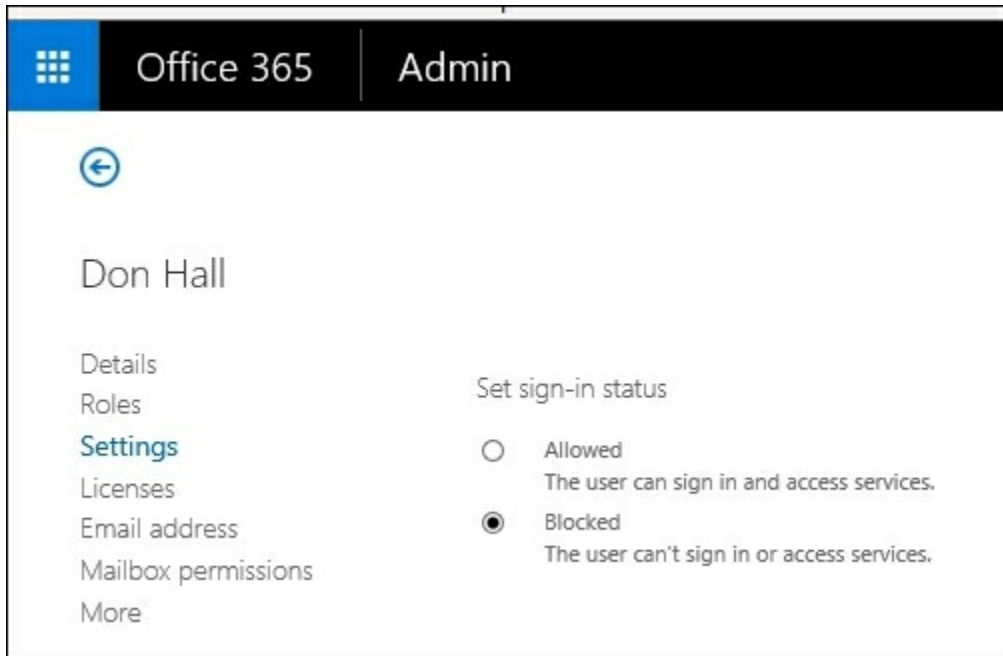 Office 365 Admin
Don Hall
Details
Roles
Settings
Licenses
Email address
Mailbox permissions
More
Set sign-in status
Allowed
The user can sign in and access services.
Blocked
The user can't sign in or access services.